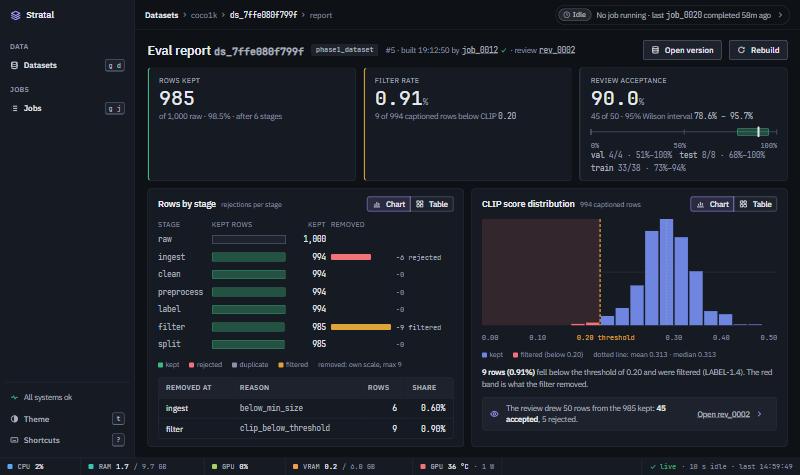 Stratal
Datasets > coco1k > ds_7ffe080f799f > report
Idle No job running · last job_0020 completed 58m ago >
DATA
Datasets g d
JOBS
Jobs g j
Eval report ds_7ffe080f799f phase1_dataset #5 · built 19:12:50 by job_0012 ✓ · review rev_0002
Open version
Rebuild
ROWS KEPT
985
of 1,000 raw · 98.5% · after 6 stages
FILTER RATE
0.91%
9 of 994 captioned rows below CLIP 0.20
REVIEW ACCEPTANCE
90.0%
45 of 50 · 95% Wilson interval 78.6% – 95.7%
0% 50% 100%
val 4/4 · 51%–100% test 8/8 · 68%–100%
train 33/38 · 73%–94%
Rows by stage rejections per stage
Chart Table
STAGE KEPT ROWS KEPT REMOVED
raw 1,000
ingest 994 -6 rejected
clean 994 -0
preprocess 994 -0
label 994 -0
filter 985 -9 filtered
split 985 -0
kept rejected duplicate filtered removed: own scale, max 9
REMOVED AT REASON ROWS SHARE
ingest below_min_size 6 0.60%
filter clip_below_threshold 9 0.90%
CLIP score distribution 994 captioned rows
Chart Table
0.00 0.10 0.20 threshold 0.30 0.40 0.50
kept filtered (below 0.20) dotted line: mean 0.313 · median 0.313
9 rows (0.91%) fell below the threshold of 0.20 and were filtered (LABEL-1.4). The red
band is what the filter removed.
The review drew 50 rows from the 985 kept: 45
accepted, 5 rejected.
Open rev_0002 >
All systems ok
Theme t
Shortcuts ?
CPU 2% RAM 1.7 / 9.7 GB GPU 0% VRAM 0.2 / 6.0 GB GPU 36 °C · 1 W ✓ live · 10 s idle · last 14:59:49